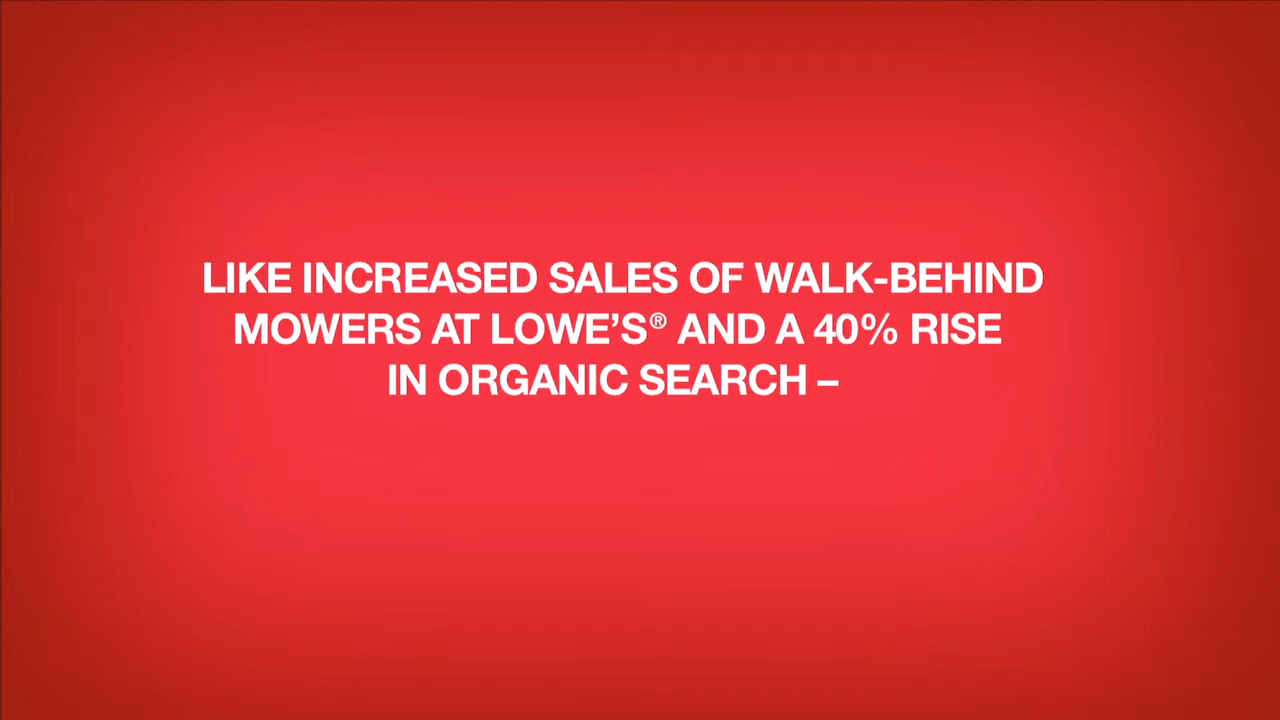 LIKE INCREASED SALES OF WALK-BEHIND
MOWERS AT LOWE’S® AND A 40% RISE
IN ORGANIC SEARCH –